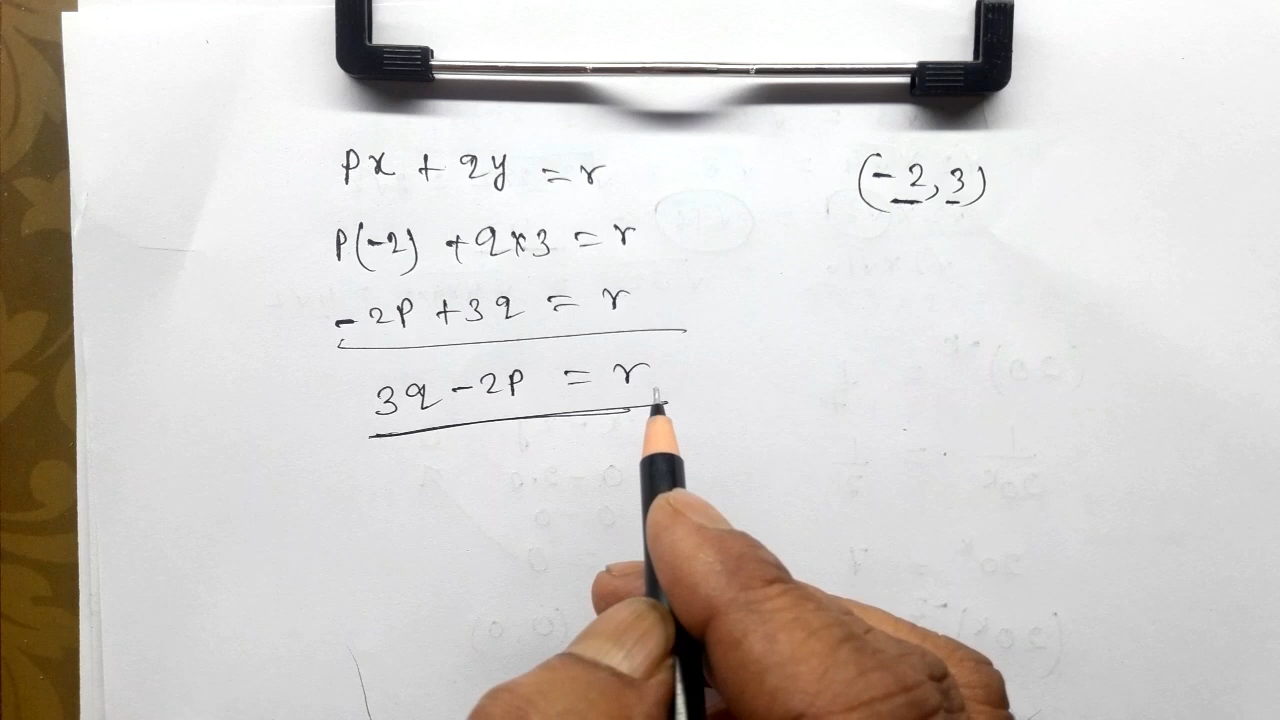 px + qy = r
(-2, 3)
p(-2) + q×3 = r
-2p + 3q = r
3q - 2p = r